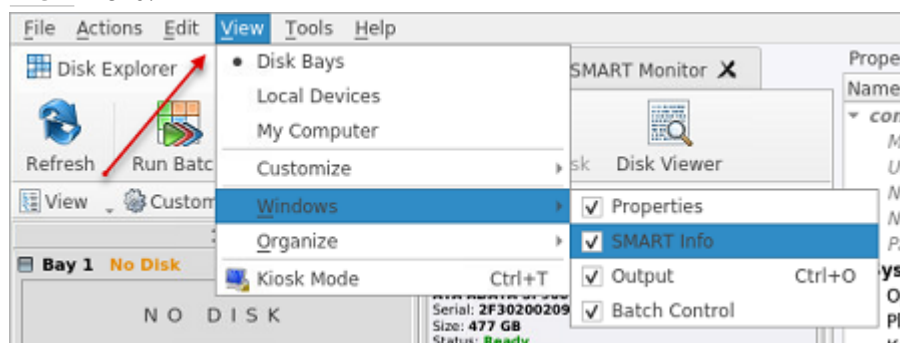 File Actions Edit View Tools Help
Disk Explorer
SMART Monitor
Disk Bays
Local Devices
My Computer
Customize
Windows
Organize
Kiosk Mode Ctrl+T
Refresh
Run Batc
sk
Disk Viewer
View
Custom
Properties
SMART Info
Output Ctrl+O
Batch Control
Bay 1 No Disk
NO DISK
Serial: 2F30200209
Size: 477 GB
Status: Ready
Prope
Name